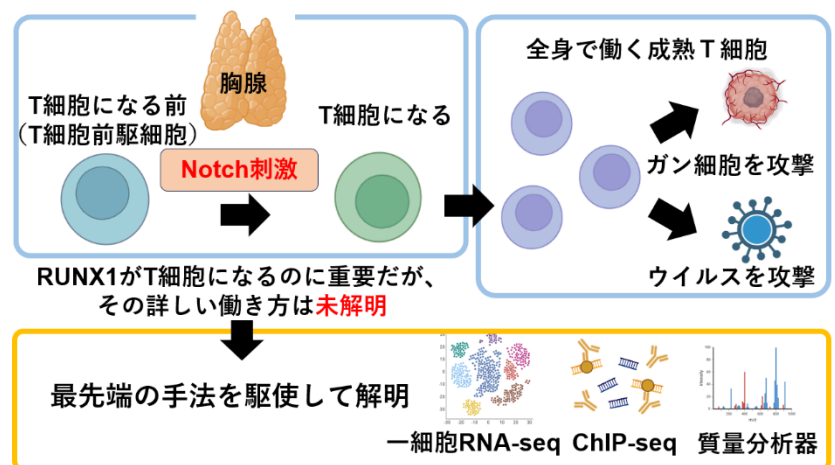 胸腺
T細胞になる前
(T細胞前駆細胞)
Notch刺激
T細胞になる
全身で働く成熟T細胞
ガン細胞を攻撃
ウイルスを攻撃
RUNX1がT細胞になるのに重要だが、
その詳しい働き方は未解明
最先端の手法を駆使して解明
一細胞RNA-seq
ChIP-seq
質量分析器